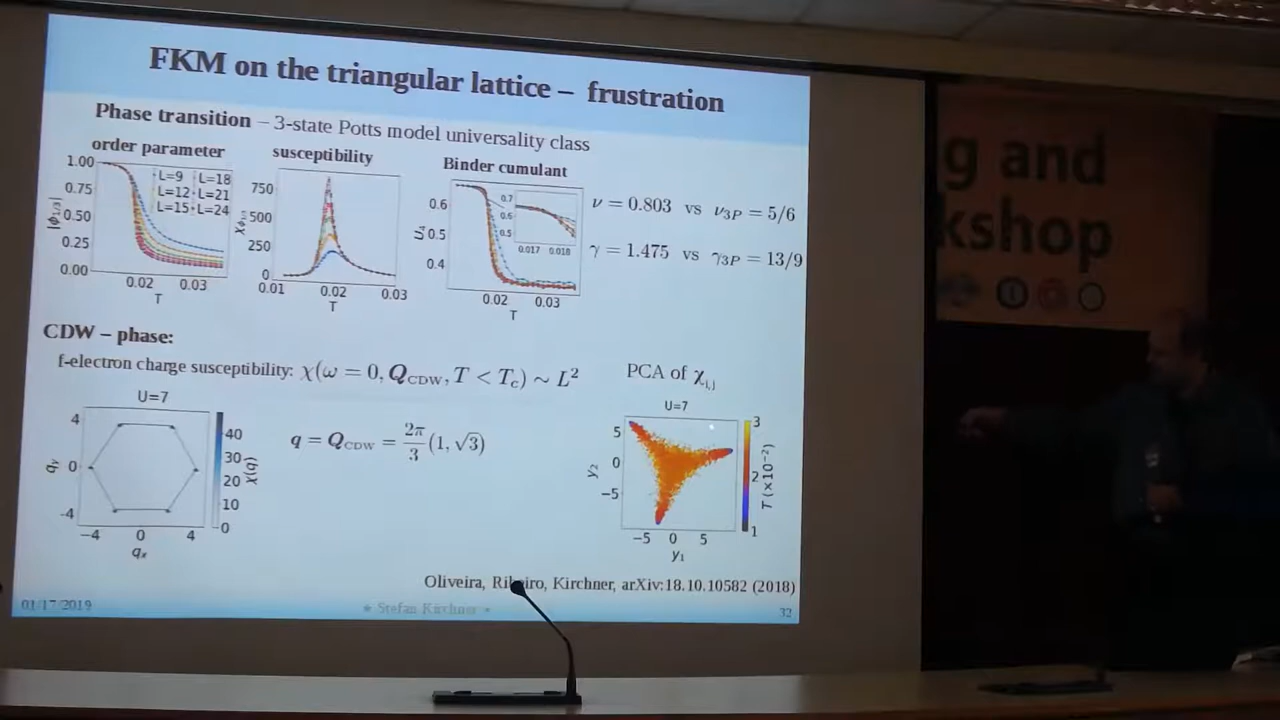 FKM on the triangular lattice – frustration
Phase transition – 3-state Potts model universality class
order parameter
susceptibility
Binder cumulant
1.00
0.75
0.50
0.25
0.00
L=9 L=18
L=12 L=21
L=15 L=24
0.02 0.03
T
750
500
250
0
0.01 0.02 0.03
T
0.6
0.5
0.4
U₄
0.7
0.6
0.5
0.017 0.018
0.02 0.03
T
ν = 0.803 vs ν₃P = 5/6
γ = 1.475 vs γ₃P = 13/9
CDW – phase:
f-electron charge susceptibility: χ(ω = 0, Q_CDW, T < T_c) ~ L²
PCA of χ_i,j
U=7
4
0
-4
q_y
−4 0 4
q_x
40
30
20
10
0
χ(q)
q = Q_CDW = 2π/3 (1, √3)
U=7
5
0
−5
y₂
−5 0 5
y₁
3
2
1
T (×10⁻²)
Oliveira, Ribeiro, Kirchner, arXiv:18.10.10582 (2018)
01/17/2019
Stefan Kirchner
32
g and
kshop